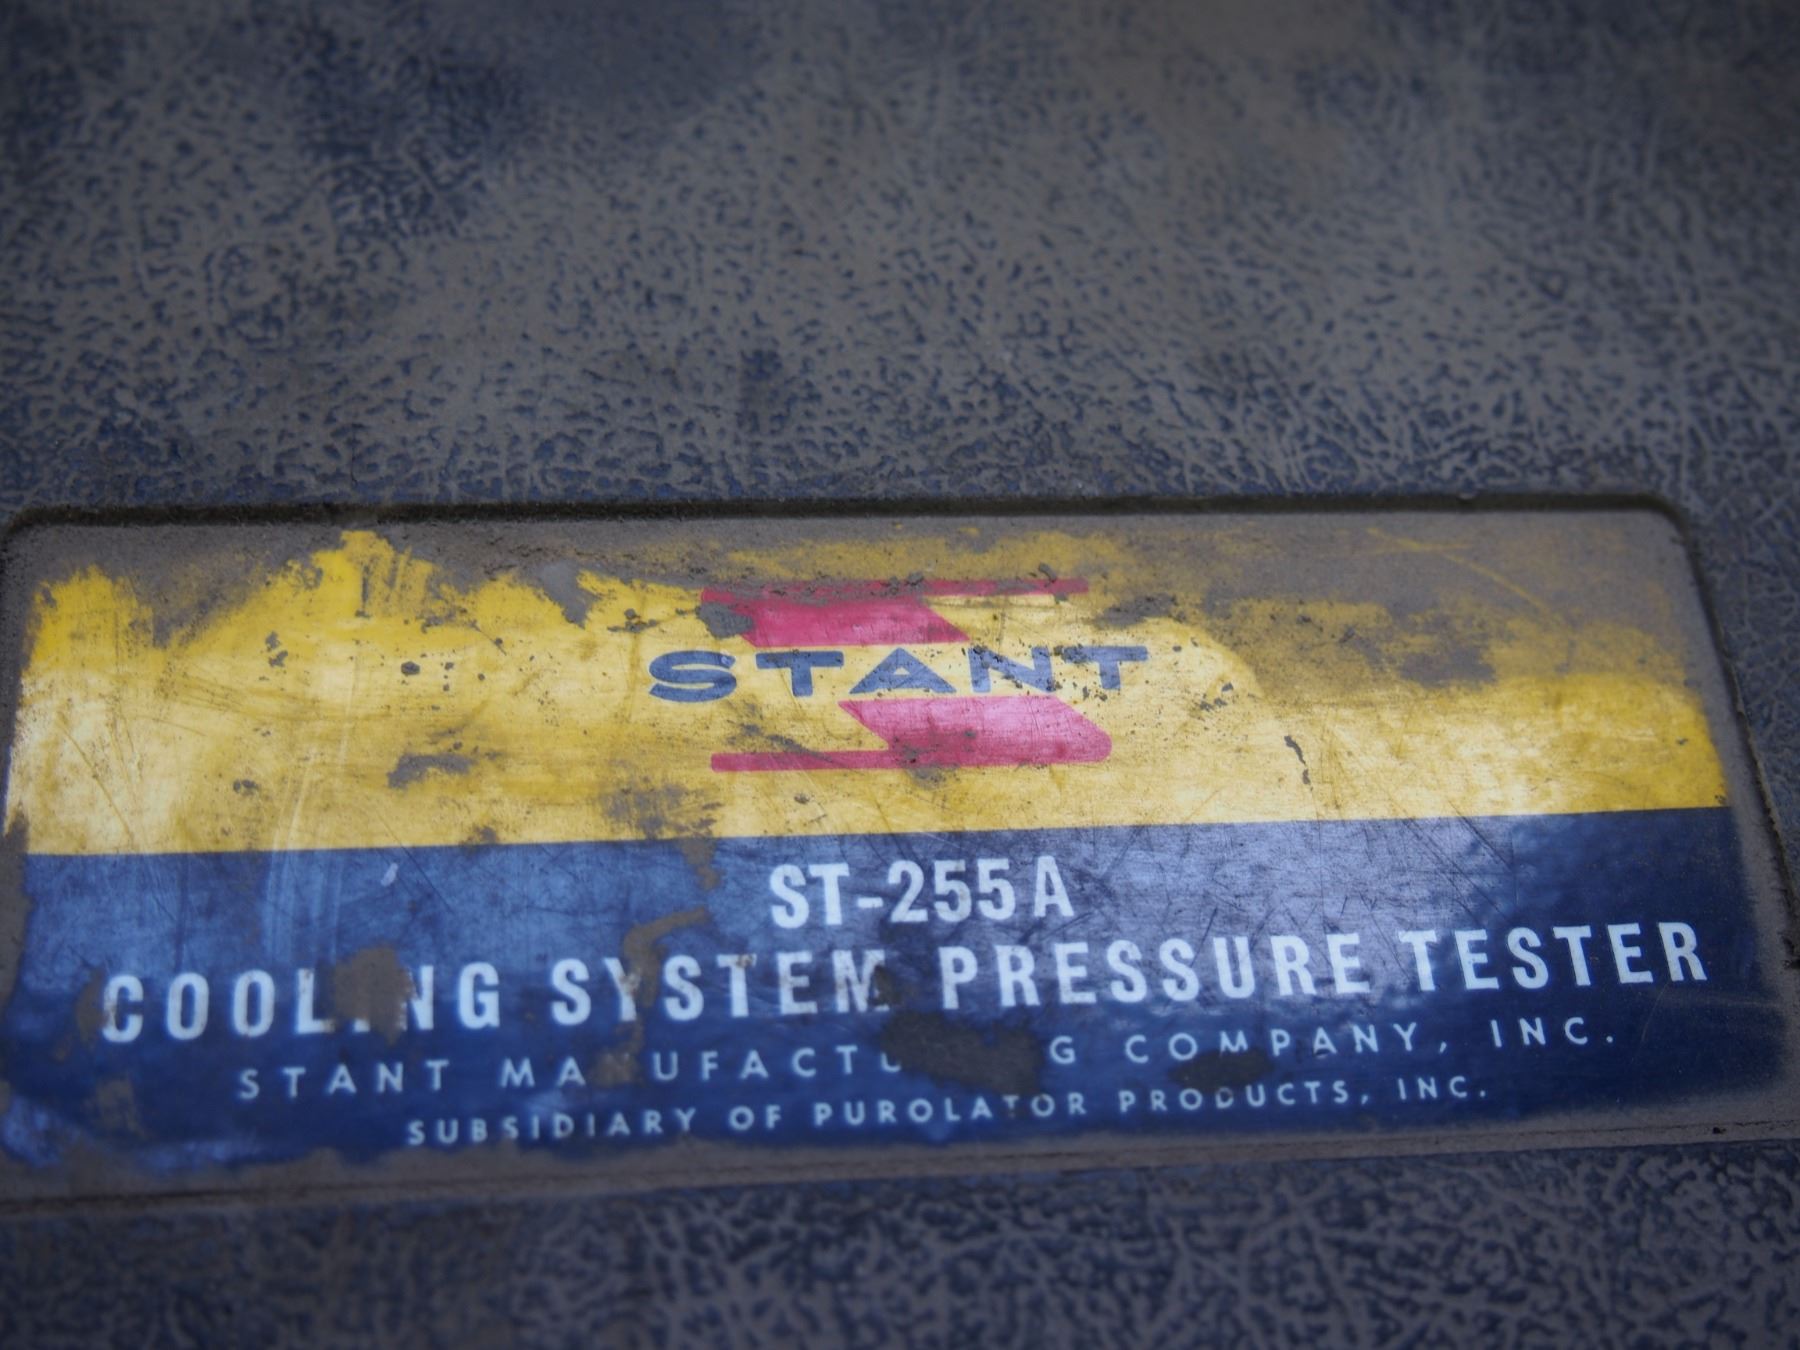 STANT
ST-255A
COOLING SYSTEM PRESSURE TESTER
STANT MANUFACTURING COMPANY, INC.
SUBSIDIARY OF PUROLATOR PRODUCTS, INC.